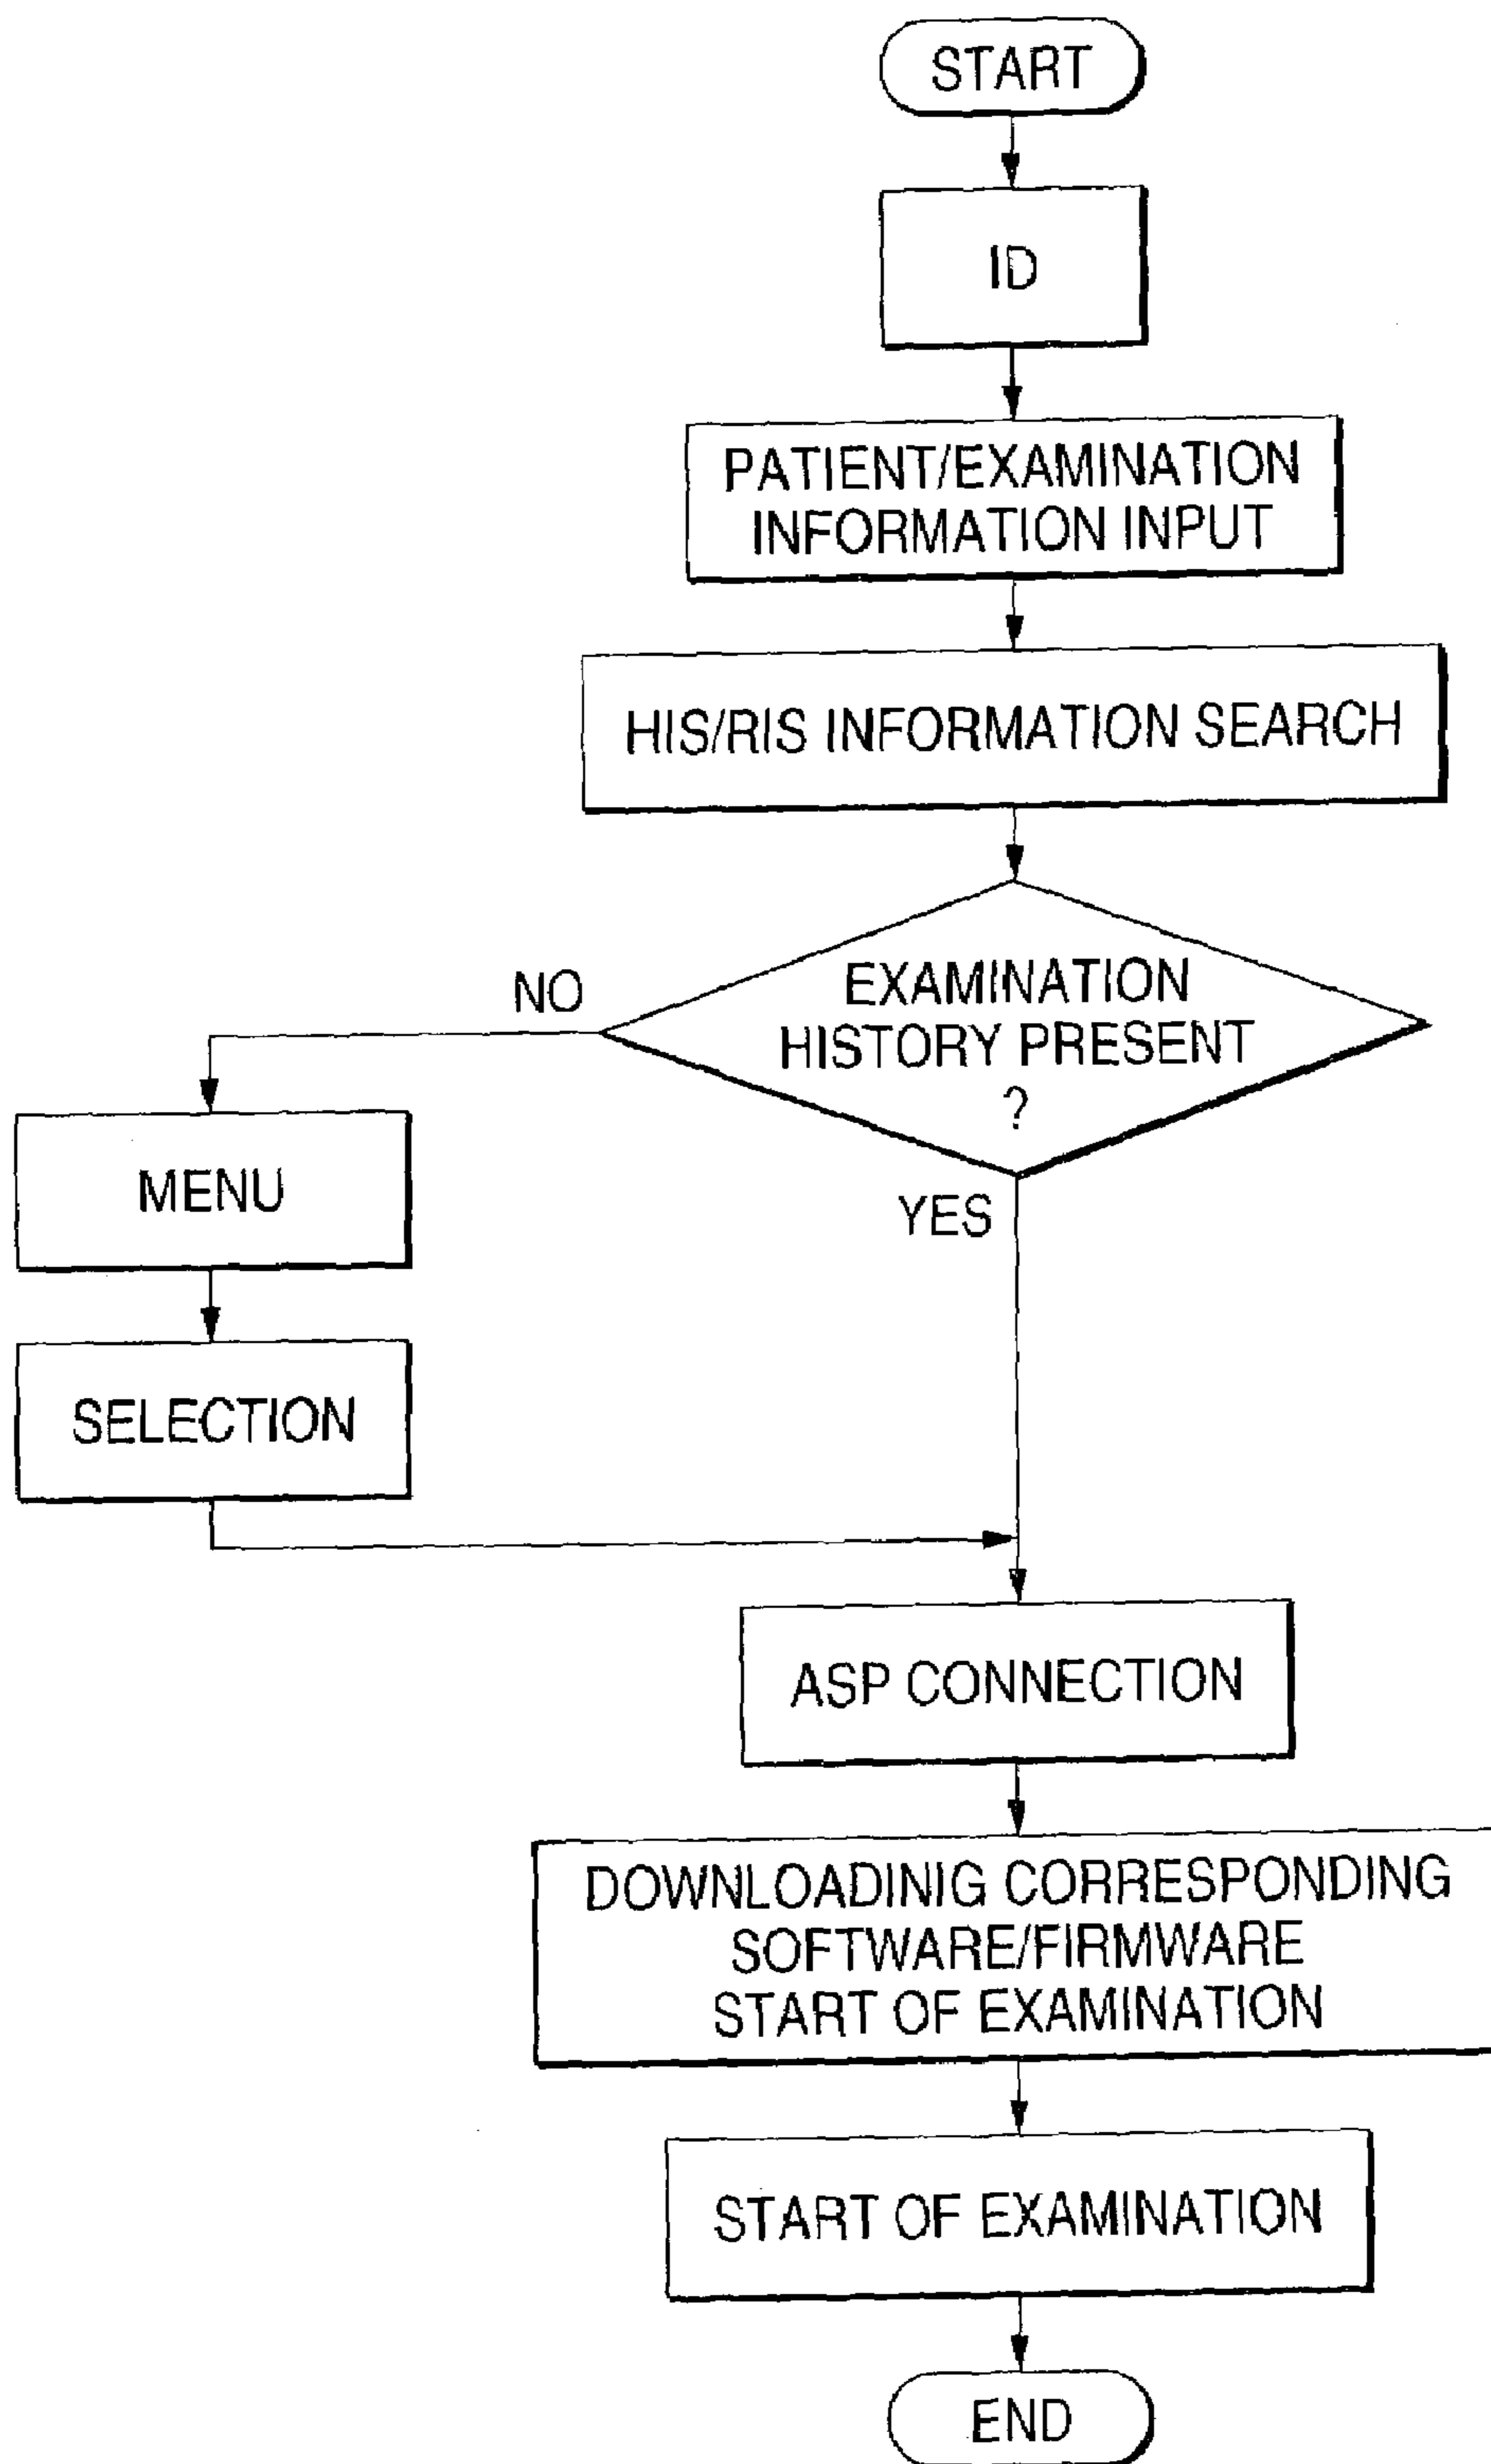 START
ID
PATIENT/EXAMINATION
INFORMATION INPUT
HIS/RIS INFORMATION SEARCH
EXAMINATION
HISTORY PRESENT
?
NO
YES
MENU
SELECTION
ASP CONNECTION
DOWNLOADINIG CORRESPONDING
SOFTWARE/FIRMWARE
START OF EXAMINATION
START OF EXAMINATION
END